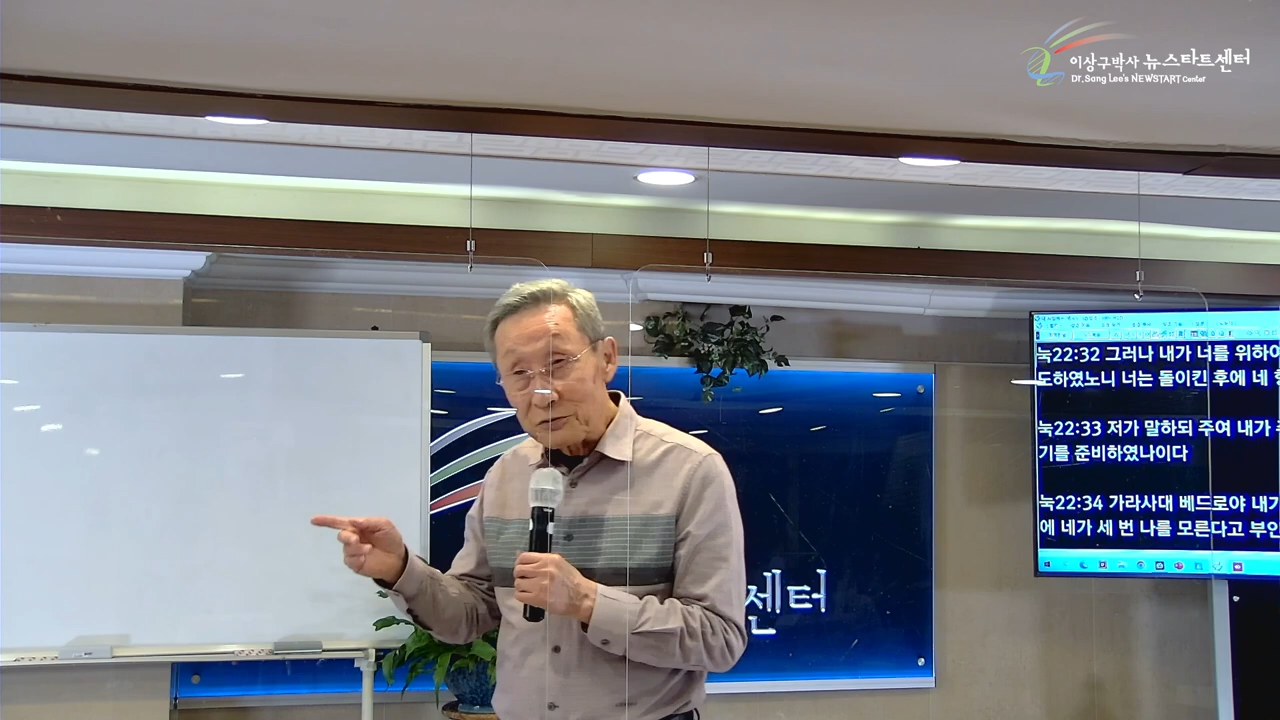 이상구박사 뉴스타트센터
Dr. Sang Lee's NEWSTART Center
눅22:32 그러나 내가 너를 위하여
도하였노니 너는 돌이킨 후에 네
눅22:33 저가 말하되 주여 내가
기를 준비하였나이다
눅22:34 가라사대 베드로야 내가
에 네가 세 번 나를 모른다고 부인
센터